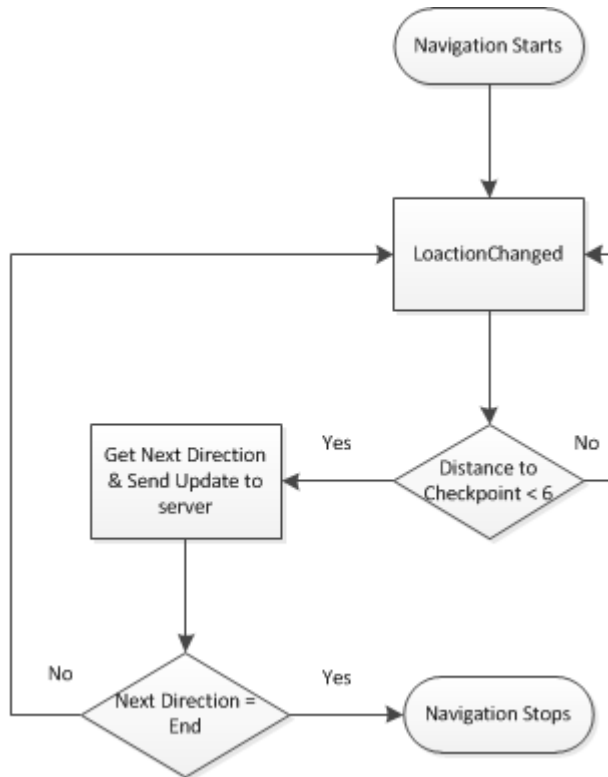 Navigation Starts
LoactionChanged
Yes
No
Distance to
Checkpoint < 6
Get Next Direction
& Send Update to
server
No
Yes
Next Direction =
End
Navigation Stops